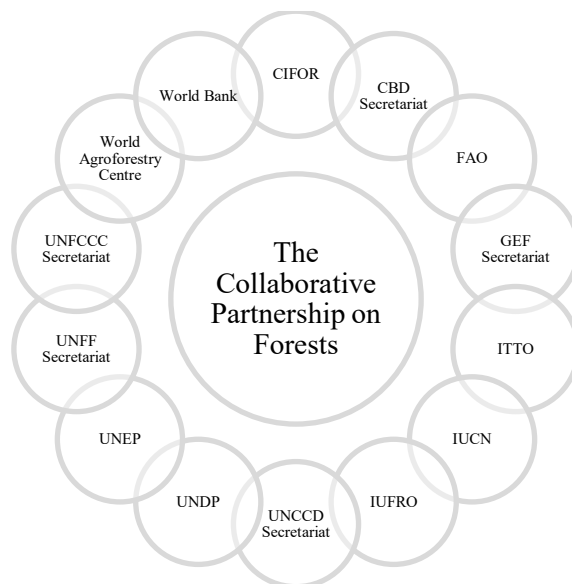 The
Collaborative
Partnership on
Forests
CIFOR
CBD
Secretariat
FAO
GEF
Secretariat
ITTO
IUCN
IUFRO
UNCCD
Secretariat
UNDP
UNEP
UNFF
Secretariat
UNFCCC
Secretariat
World
Agroforestry
Centre
World Bank